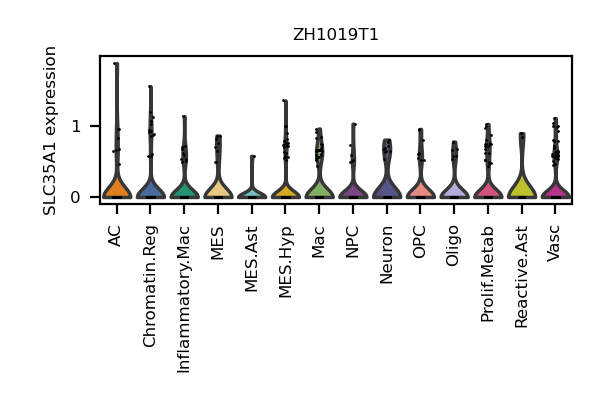 ZH1019T1
SLC35A1 expression
1
0
AC
Chromatin.Reg
Inflammatory.Mac
MES
MES.Ast
MES.Hyp
Mac
NPC
Neuron
OPC
Oligo
Prolif.Metab
Reactive.Ast
Vasc